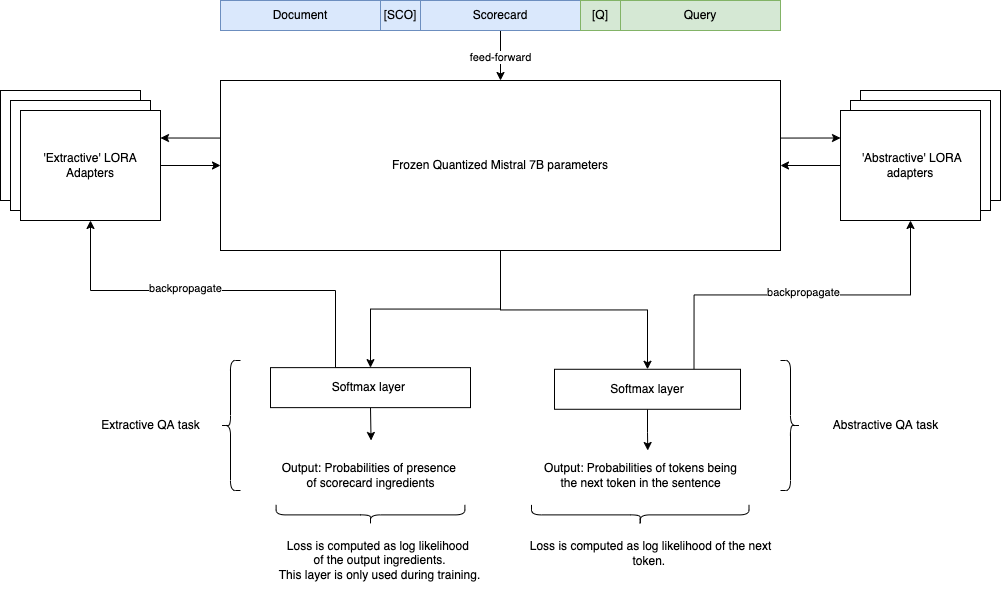 Document [SCO] Scorecard [Q] Query
feed-forward
'Extractive' LORA
Adapters
Frozen Quantized Mistral 7B parameters
'Abstractive' LORA
adapters
backpropagate
backpropagate
Softmax layer
Softmax layer
Extractive QA task
Abstractive QA task
Output: Probabilities of presence
of scorecard ingredients
Output: Probabilities of tokens being
the next token in the sentence
Loss is computed as log likelihood
of the output ingredients.
This layer is only used during training.
Loss is computed as log likelihood of the next
token.